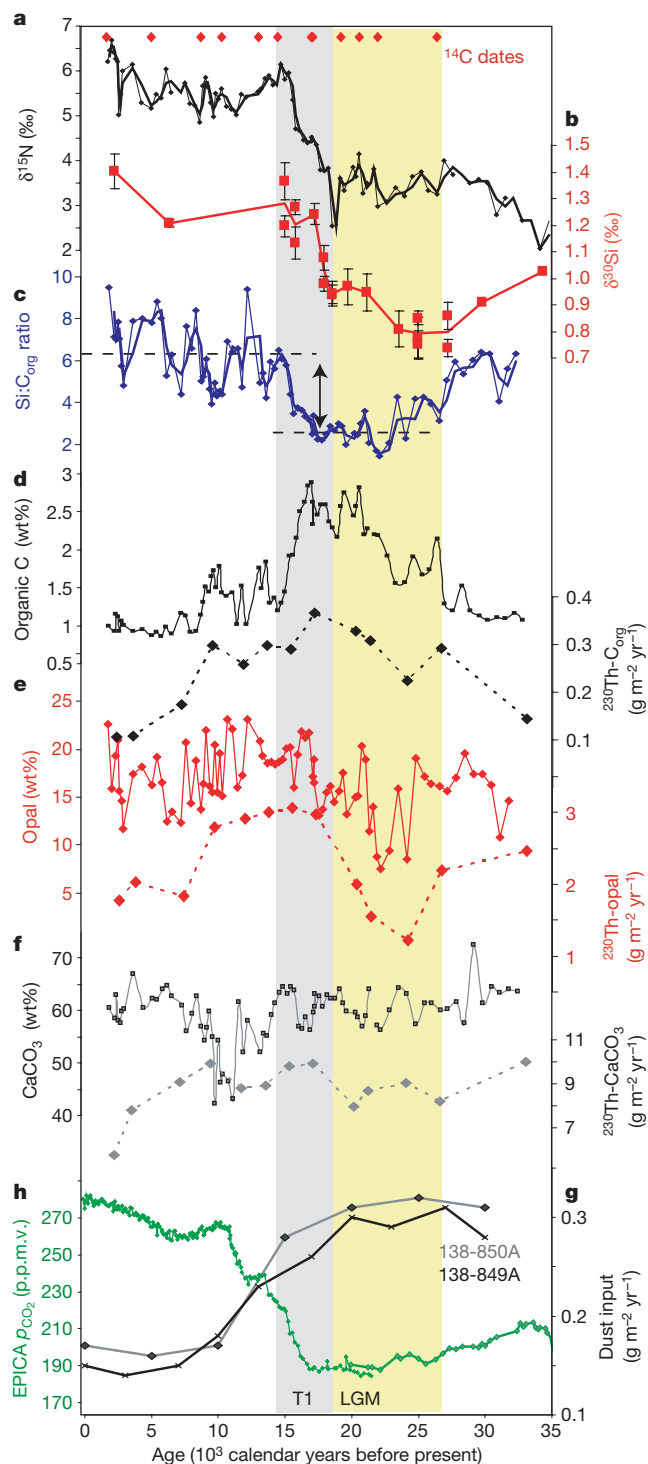 a
7
6
5
4
3
2
δ15N (‰)
14C dates
b
1.5
1.4
1.3
1.2
1.1
1.0
0.9
0.8
0.7
δ30Si (‰)
c
10
8
6
4
2
Si:Corg ratio
d
3
2.5
2
1.5
1
0.5
Organic C (wt%)
0.4
0.3
0.2
0.1
230Th-Corg
(g m−2 yr−1)
e
25
20
15
10
5
Opal (wt%)
3
2
1
230Th-opal
(g m−2 yr−1)
f
70
60
50
40
CaCO3 (wt%)
11
9
7
230Th-CaCO3
(g m−2 yr−1)
h
g
270
250
230
210
190
170
EPICA pCO2 (p.p.m.v.)
138-850A
138-849A
0.3
0.2
0.1
Dust input
(g m−2 yr−1)
T1 LGM
0 5 10 15 20 25 30 35
Age (10³ calendar years before present)